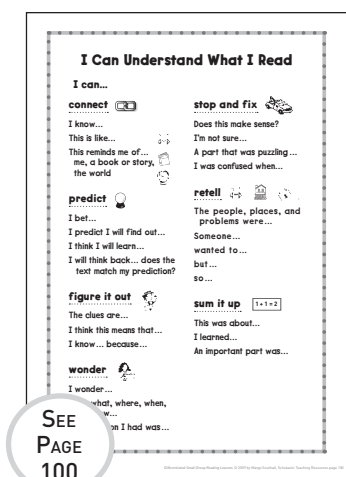 I Can Understand What I Read
I can...
connect
I know...
This is like...
This reminds me of...
me, a book or story,
the world
predict
I bet...
I predict I will find out...
I think I will learn...
I will think back... does the
text match my prediction?
figure it out
The clues are...
I think this means that...
I know... because...
wonder
I wonder...
what, where, when,
on I had was...
stop and fix
Does this make sense?
I'm not sure...
A part that was puzzling...
I was confused when...
retell
The people, places, and
problems were...
Someone...
wanted to...
but...
so...
sum it up
1+1=2
This was about...
I learned...
An important part was...
SEE
PAGE
100